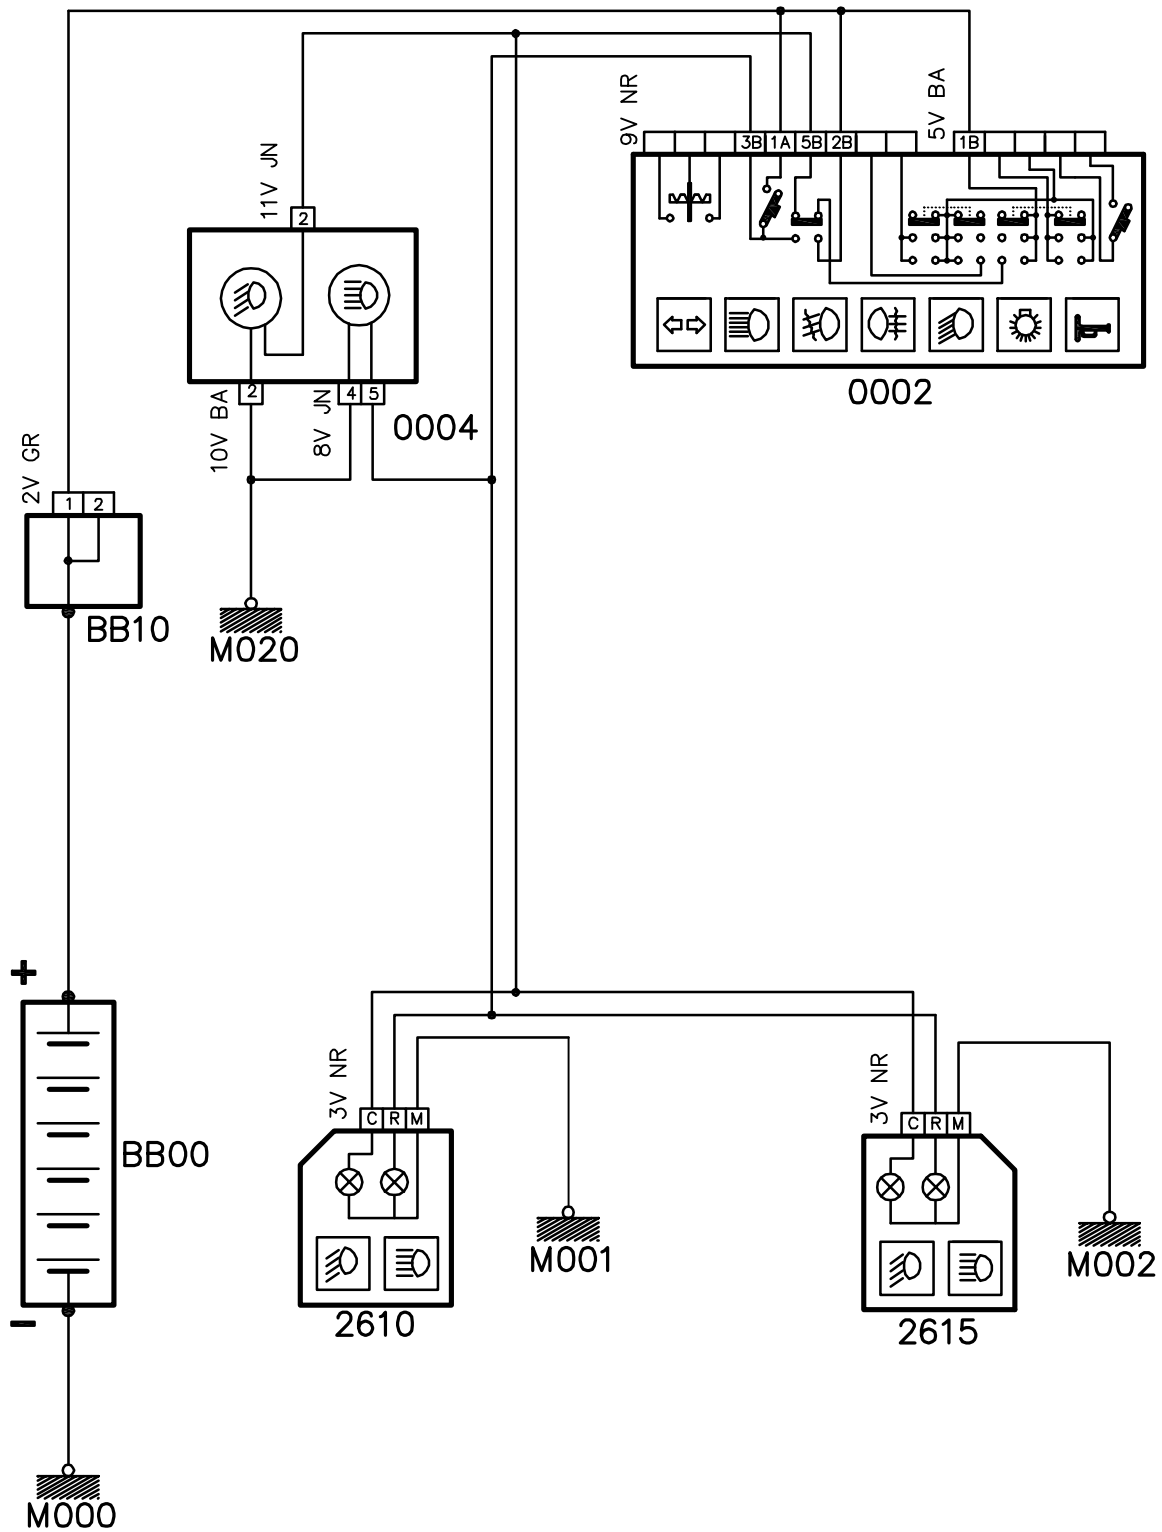 9V NR
5V BA
3B 1A 5B 2B 1B
11V JN
2
0002
2
4 5
10V BA
8V JN
0004
2V GR
1 2
BB10
M020
+
3V NR
3V NR
C R M
C R M
BB00
M001
M002
2610
2615
-
M000